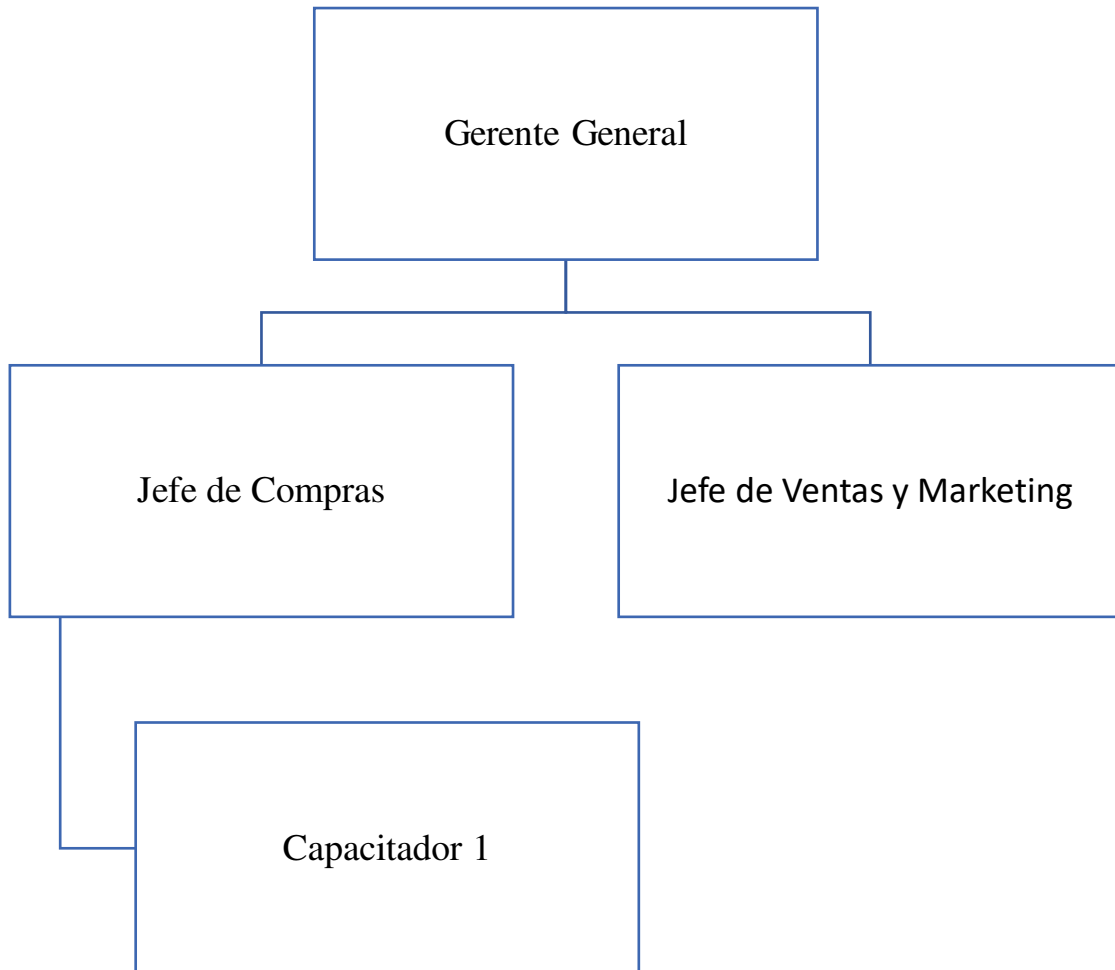 Gerente General
Jefe de Compras
Jefe de Ventas y Marketing
Capacitador 1